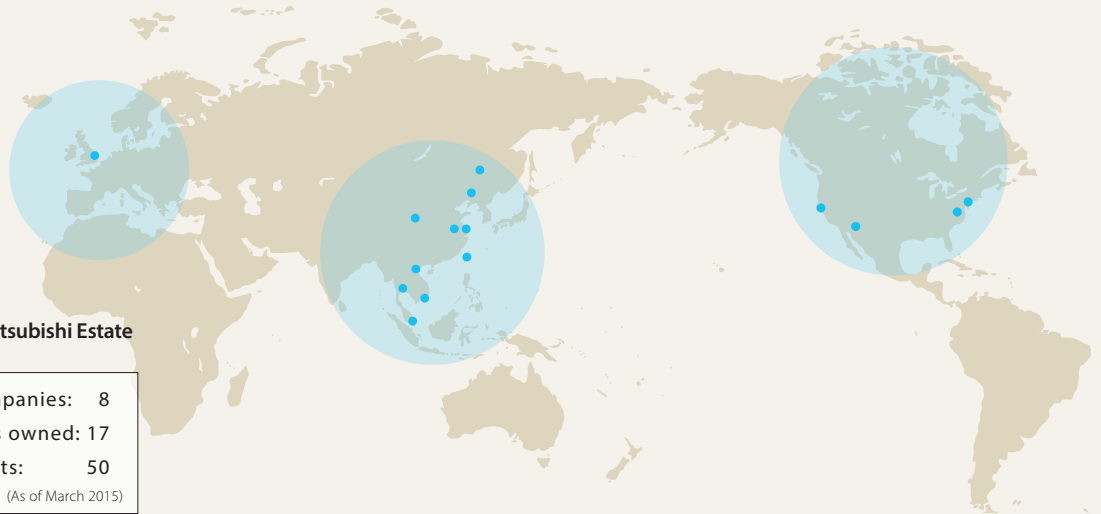 tsubishi Estate
panies: 8
s owned: 17
ts: 50
(As of March 2015)